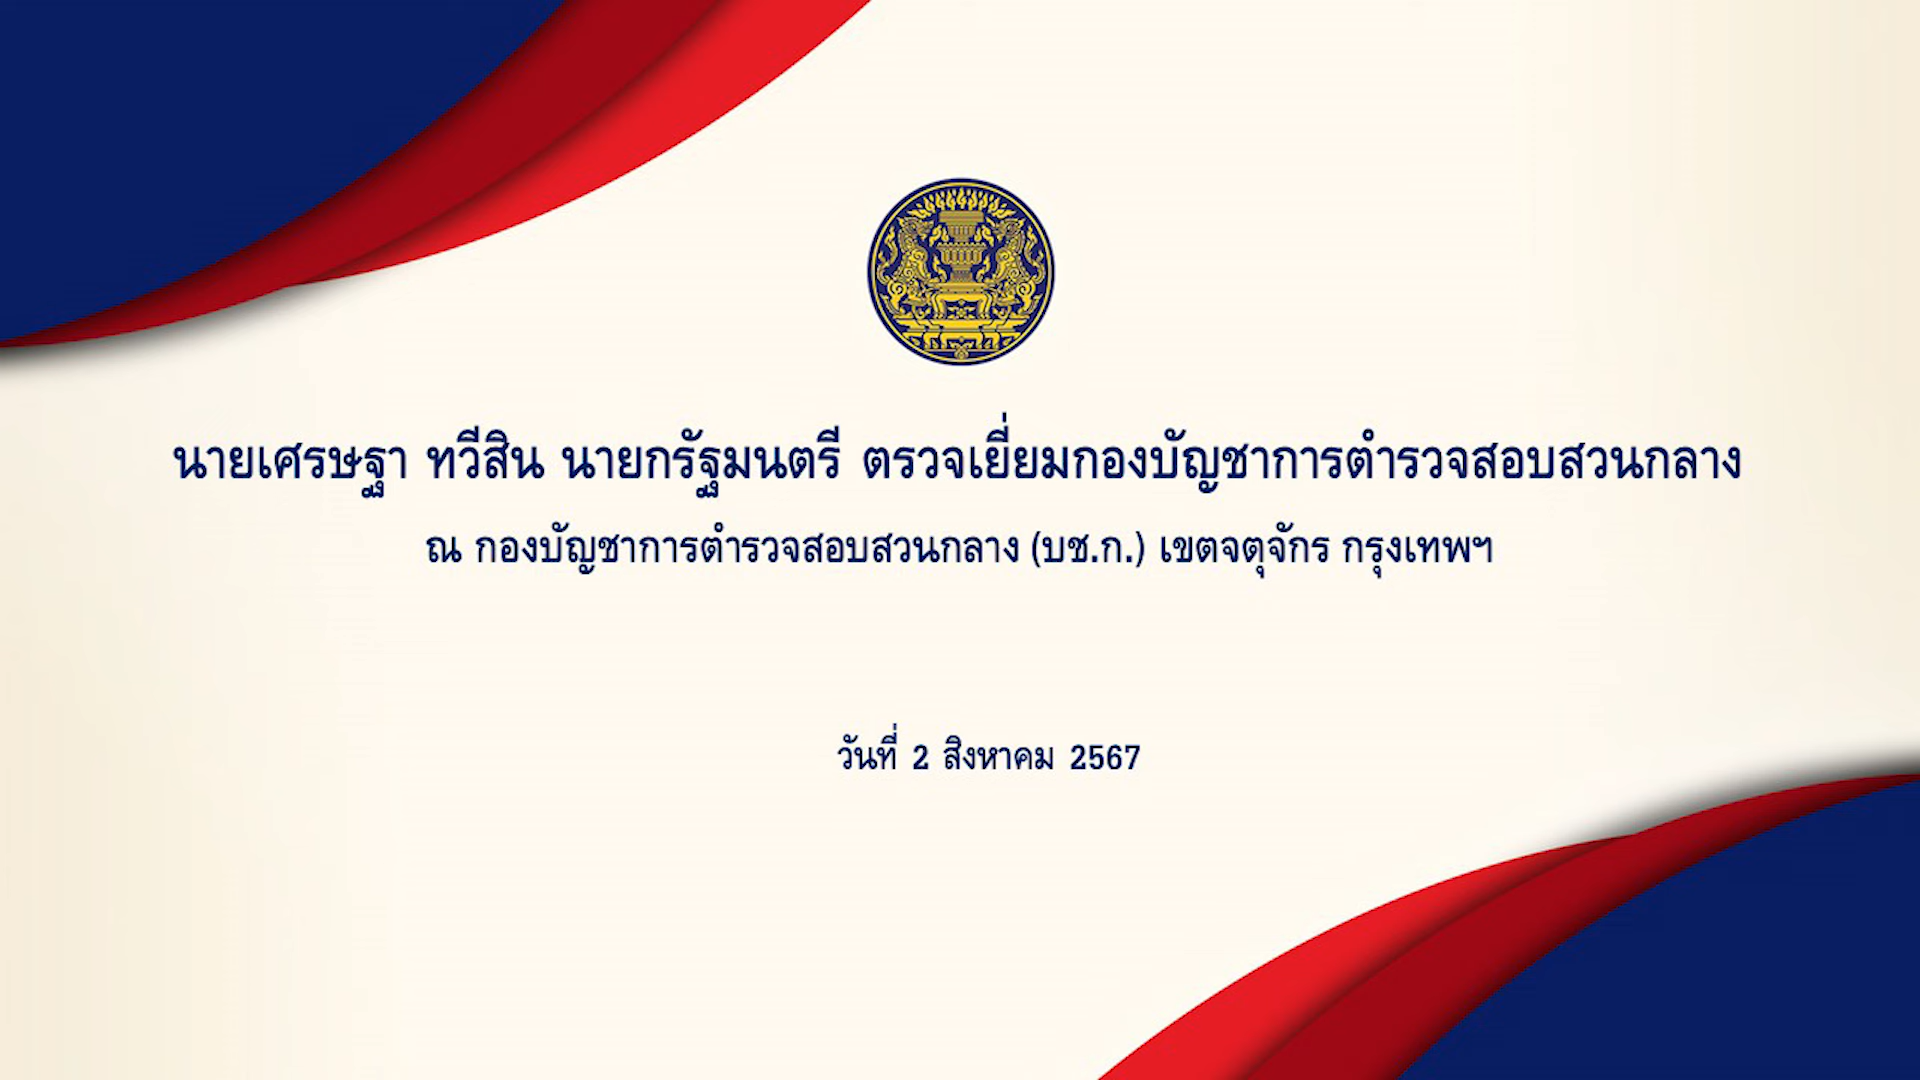 นายเศรษฐา ทวีสิน นายกรัฐมนตรี ตรวจเยี่ยมกองบัญชาการตำรวจสอบสวนกลาง
ณ กองบัญชาการตำรวจสอบสวนกลาง (บช.ก.) เขตจตุจักร กรุงเทพฯ
วันที่ 2 สิงหาคม 2567